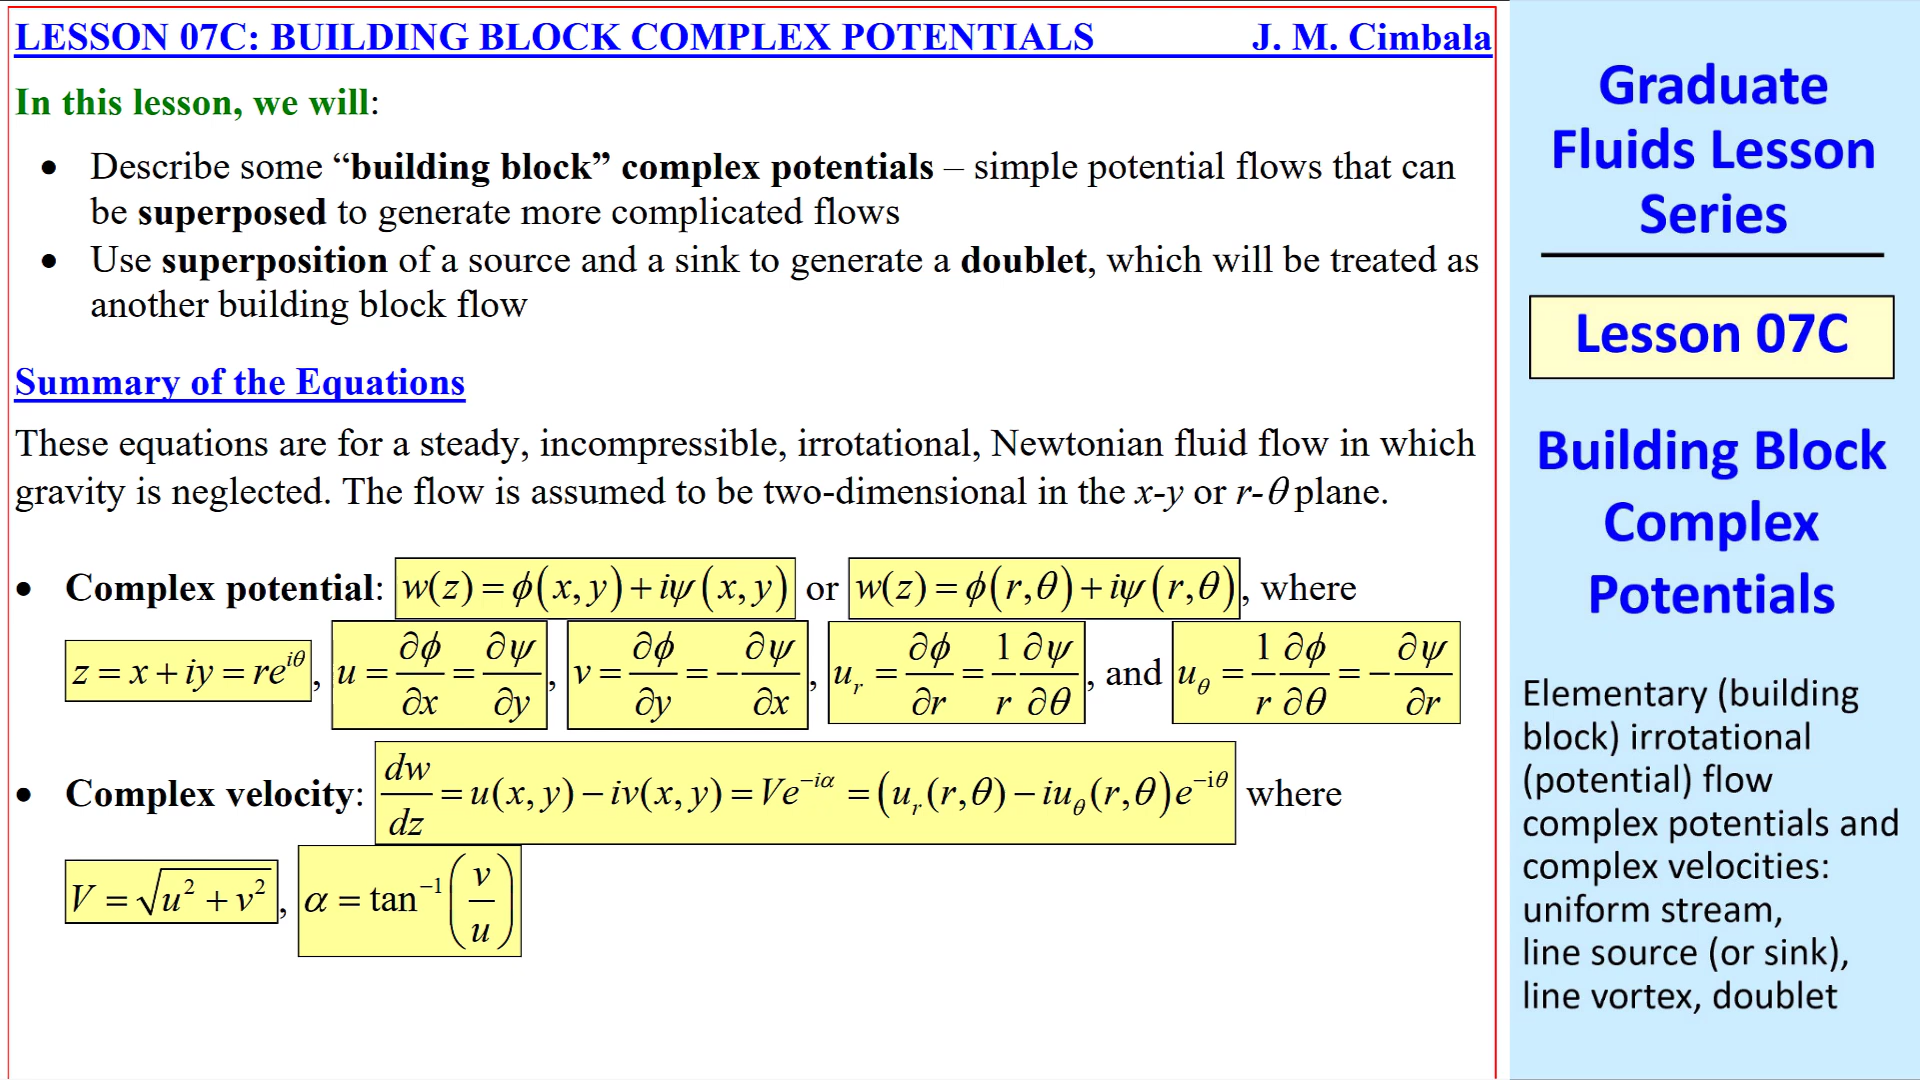 LESSON 07C: BUILDING BLOCK COMPLEX POTENTIALS J. M. Cimbala
In this lesson, we will:
• Describe some “building block” complex potentials – simple potential flows that can
be superposed to generate more complicated flows
• Use superposition of a source and a sink to generate a doublet, which will be treated as
another building block flow
Summary of the Equations
These equations are for a steady, incompressible, irrotational, Newtonian fluid flow in which
gravity is neglected. The flow is assumed to be two-dimensional in the x-y or r-θ plane.
• Complex potential: w(z) = ϕ(x, y) + iψ(x, y) or w(z) = ϕ(r,θ) + iψ(r,θ), where
z = x + iy = re^{iθ}, u = ∂ϕ/∂x = ∂ψ/∂y, v = ∂ϕ/∂y = −∂ψ/∂x, u_r = ∂ϕ/∂r = 1/r ∂ψ/∂θ, and u_θ = 1/r ∂ϕ/∂θ = −∂ψ/∂r
• Complex velocity: dw/dz = u(x, y) − iv(x, y) = Ve^{−iα} = (u_r(r,θ) − iu_θ(r,θ)e^{−iθ} where
V = √(u² + v²), α = tan⁻¹(v/u)
Graduate
Fluids Lesson
Series
Lesson 07C
Building Block
Complex
Potentials
Elementary (building
block) irrotational
(potential) flow
complex potentials and
complex velocities:
uniform stream,
line source (or sink),
line vortex, doublet